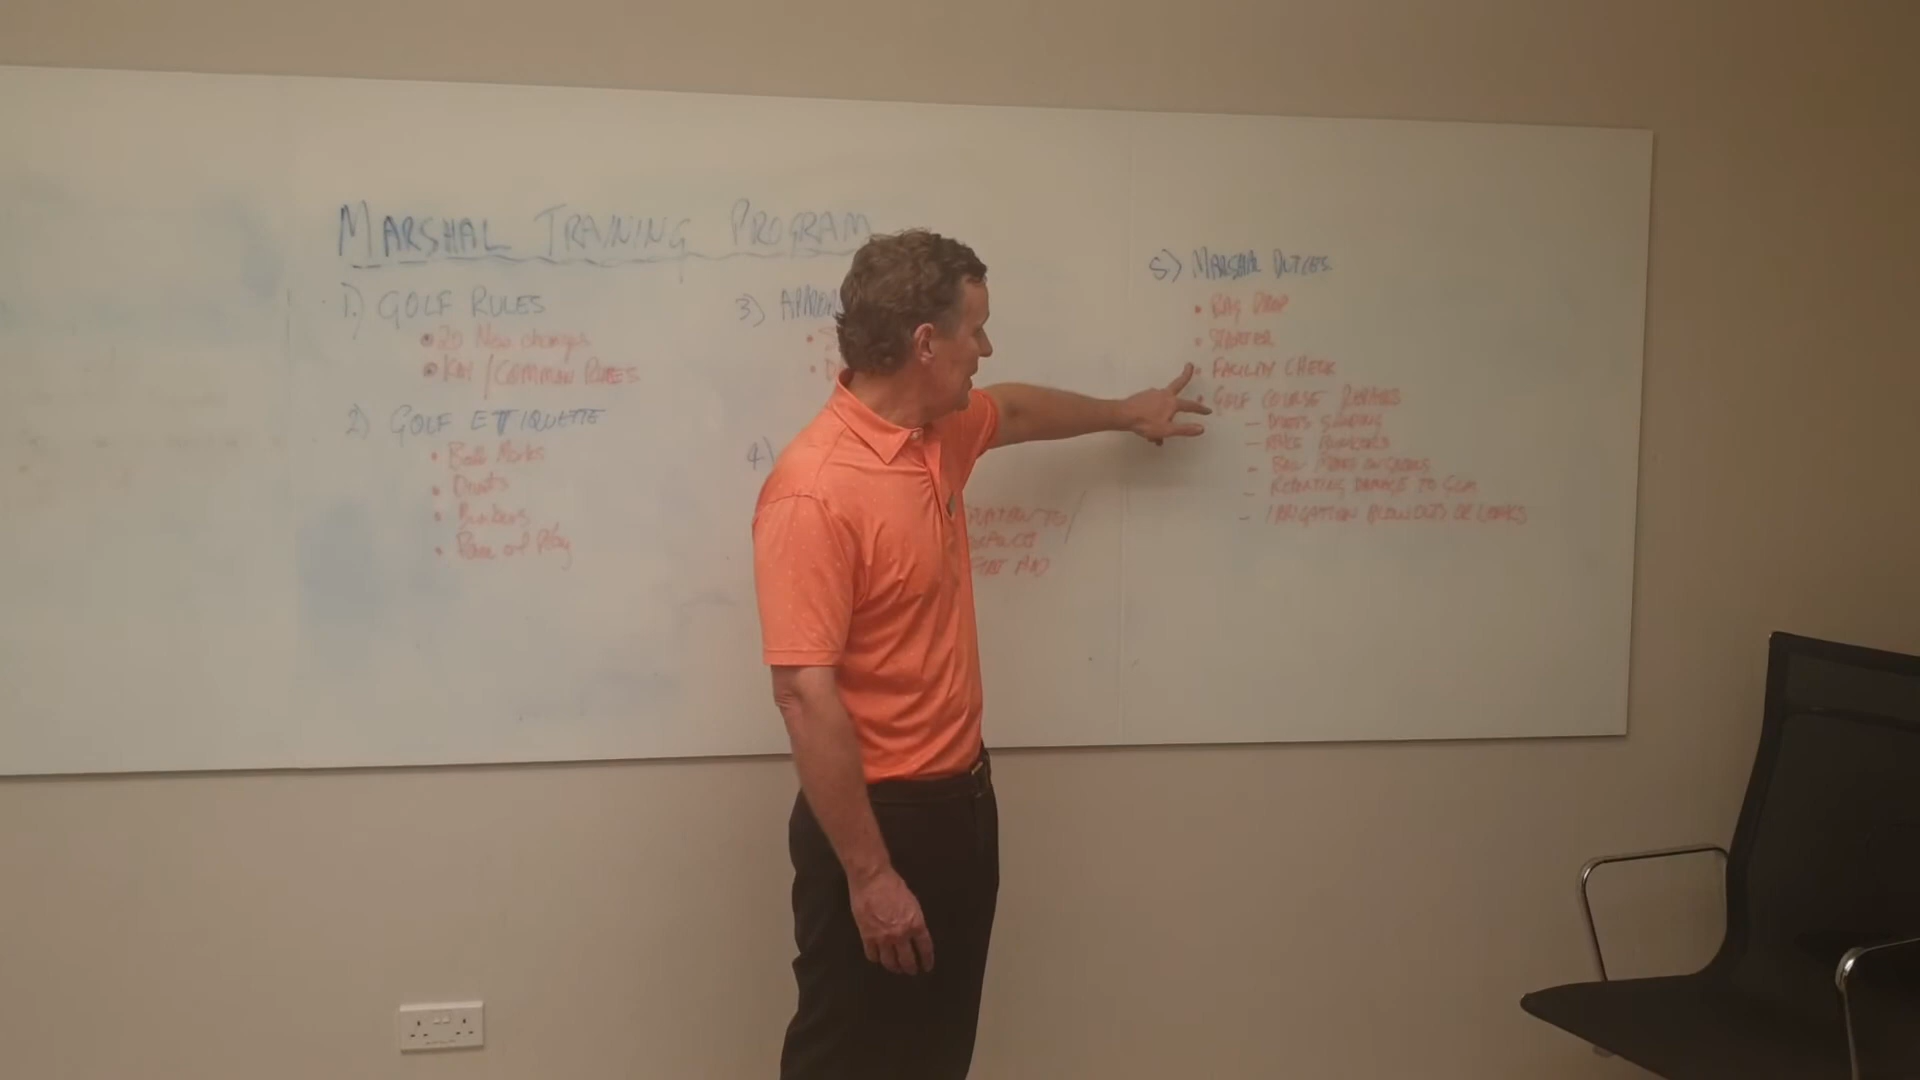 MARSHAL TRAINING PROGRAM
1.) GOLF RULES
• 20 New changes
• KEY / COMMON RULES
2) GOLF ETTIQUETTE
• Ball Marks
• Divots
• Bunkers
• Pace of Play
3)
4)
5) MARSHAL DUTIES
• BAG DROP
• STARTER
• FACILITY CHECK
• GOLF COURSE REPAIRS
- DIVOTS SANDING
- RAKE BUNKERS
- BALL MARKS ON GREENS
- REPORTING DAMAGE TO GCM
- IRRIGATION BLOWOUTS OR LEAKS